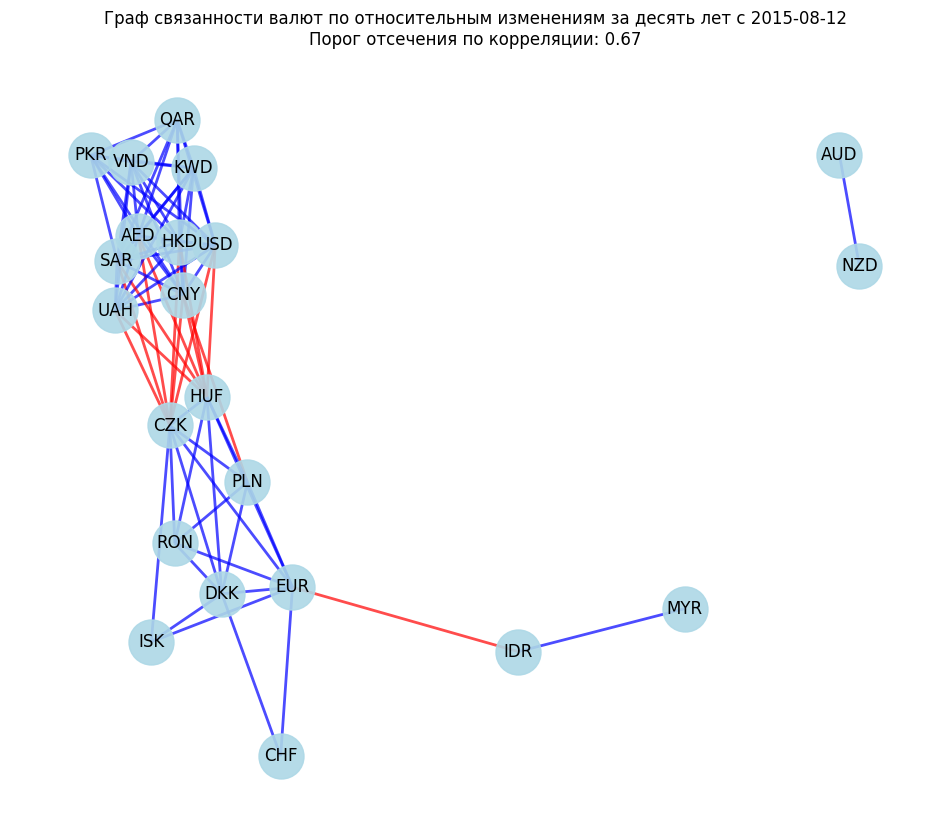 Граф связанности валют по относительным изменениям за десять лет с 2015-08-12
Порог отсечения по корреляции: 0.67
QAR
PKR
VND
KWD
AUD
AED
HKD
USD
SAR
NZD
CNY
UAH
HUF
CZK
PLN
RON
DKK
EUR
MYR
ISK
IDR
CHF